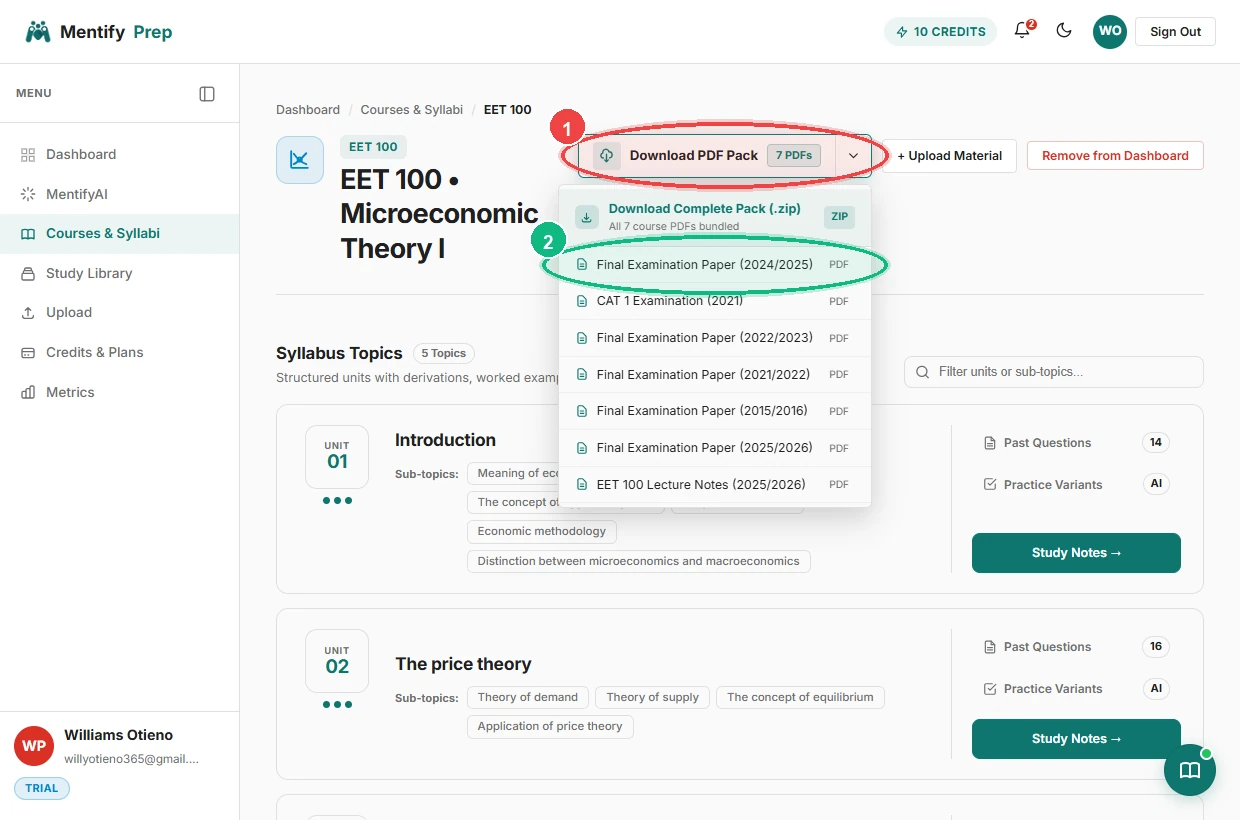 Mentify Prep
10 CREDITS
2
WO
Sign Out
MENU
Dashboard
MentifyAI
Courses & Syllabi
Study Library
Upload
Credits & Plans
Metrics
WP
Williams Otieno
willyotieno365@gmail....
TRIAL
Dashboard / Courses & Syllabi / EET 100
EET 100
EET 100 •
Microeconomic
Theory I
1
Download PDF Pack 7 PDFs
+ Upload Material
Remove from Dashboard
Download Complete Pack (.zip)
All 7 course PDFs bundled
ZIP
2
Final Examination Paper (2024/2025) PDF
CAT 1 Examination (2021) PDF
Final Examination Paper (2022/2023) PDF
Final Examination Paper (2021/2022) PDF
Final Examination Paper (2015/2016) PDF
Final Examination Paper (2025/2026) PDF
EET 100 Lecture Notes (2025/2026) PDF
Syllabus Topics 5 Topics
Structured units with derivations, worked
Filter units or sub-topics...
UNIT
01
Introduction
Sub-topics:
Meaning of
The concept of
Economic methodology
Distinction between microeconomics and macroeconomics
Past Questions 14
Practice Variants AI
Study Notes →
UNIT
02
The price theory
Sub-topics:
Theory of demand
Theory of supply
The concept of equilibrium
Application of price theory
Past Questions 16
Practice Variants AI
Study Notes →